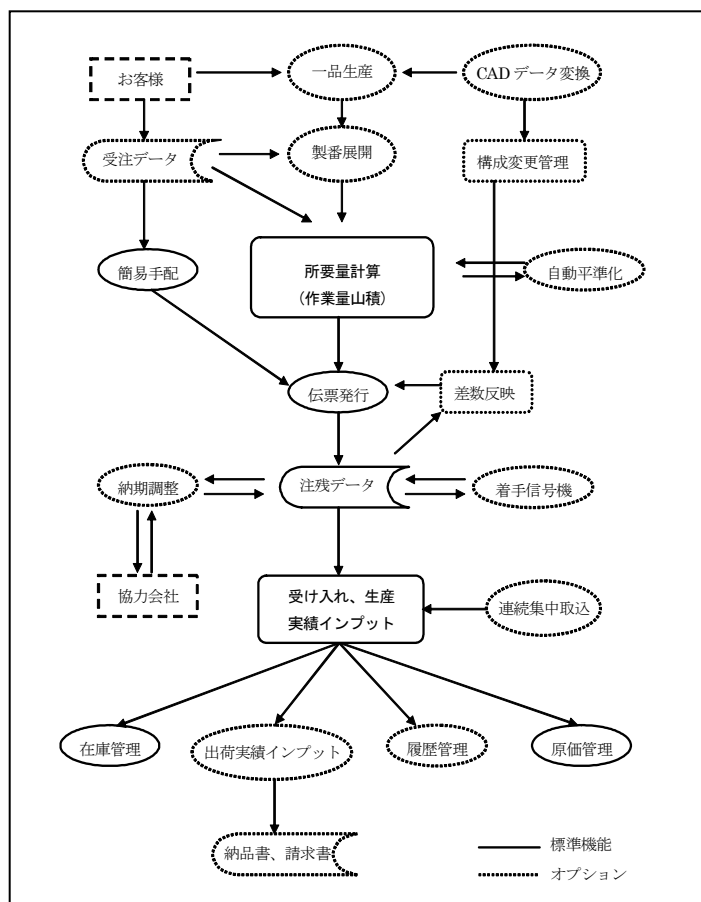 お客様
一品生産
CADデータ変換
受注データ
製番展開
構成変更管理
簡易手配
所要量計算
(作業量山積)
自動平準化
伝票発行
差数反映
納期調整
注残データ
着手信号機
協力会社
受け入れ、生産
実績インプット
連続集中取込
在庫管理
出荷実績インプット
履歴管理
原価管理
納品書、請求書
標準機能
オプション